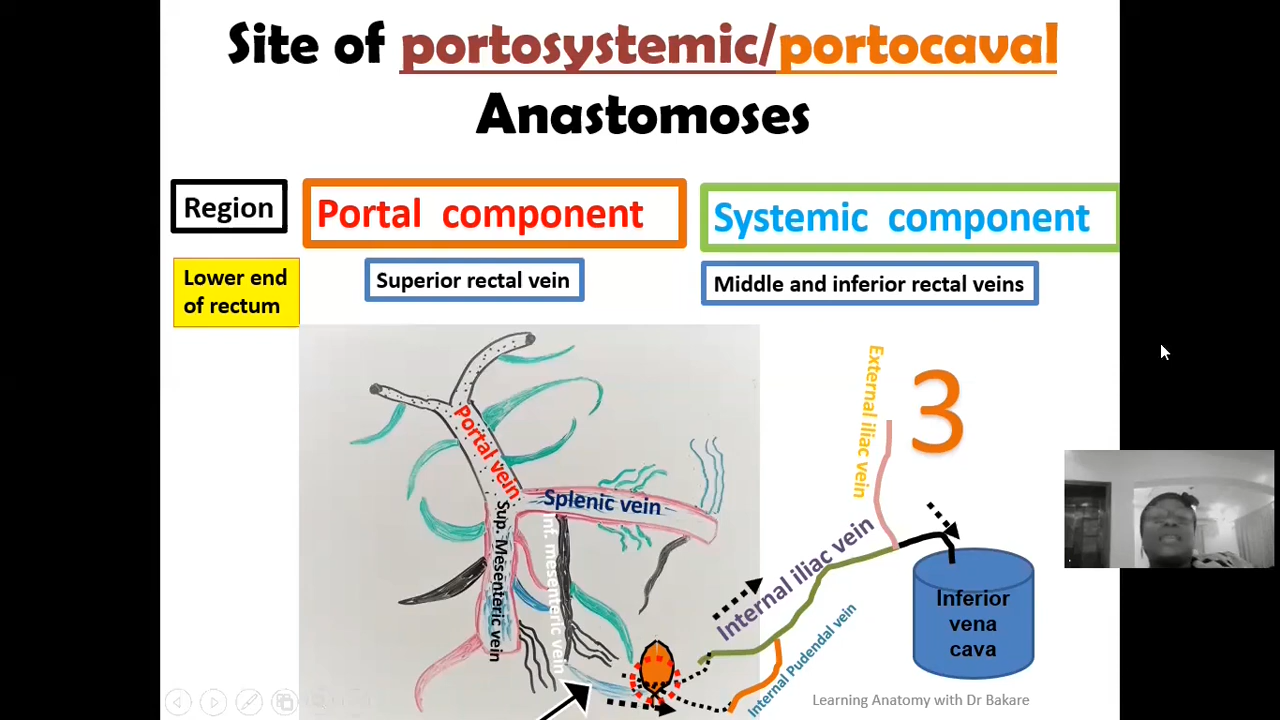 Site of portosystemic/portocaval
Anastomoses
Region
Portal component
Systemic component
Lower end
of rectum
Superior rectal vein
Middle and inferior rectal veins
External iliac vein
3
Portal vein
Splenic vein
Sup. Mesenteric vein
Inf. mesenteric vein
Internal iliac vein
Internal Pudendal vein
Inferior
vena
cava
Learning Anatomy with Dr Bakare